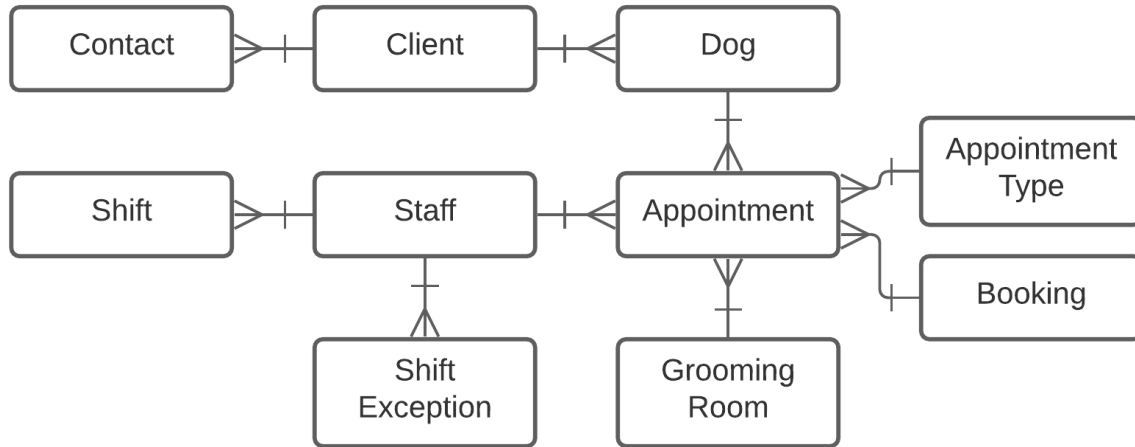 Contact
Client
Dog
Appointment
Type
Shift
Staff
Appointment
Booking
Shift
Exception
Grooming
Room